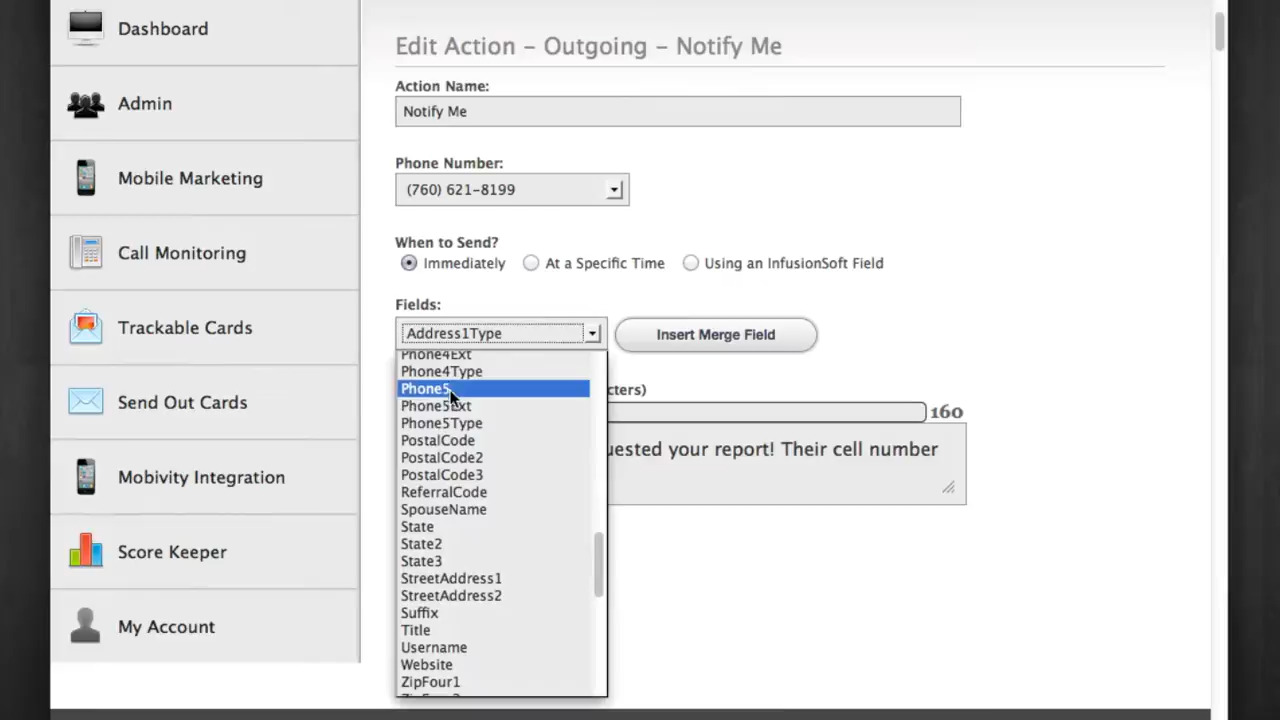 Dashboard
Admin
Mobile Marketing
Call Monitoring
Trackable Cards
Send Out Cards
Mobivity Integration
Score Keeper
My Account
Edit Action - Outgoing - Notify Me
Action Name:
Notify Me
Phone Number:
(760) 621-8199
When to Send?
Immediately At a Specific Time Using an InfusionSoft Field
Fields:
Address1Type Insert Merge Field
Phone4Ext
Phone4Type
Phone5
Phone5Ext
Phone5Type
PostalCode
PostalCode2
PostalCode3
ReferralCode
SpouseName
State
State2
State3
StreetAddress1
StreetAddress2
Suffix
Title
Username
Website
ZipFour1
cters)
160
uested your report! Their cell number